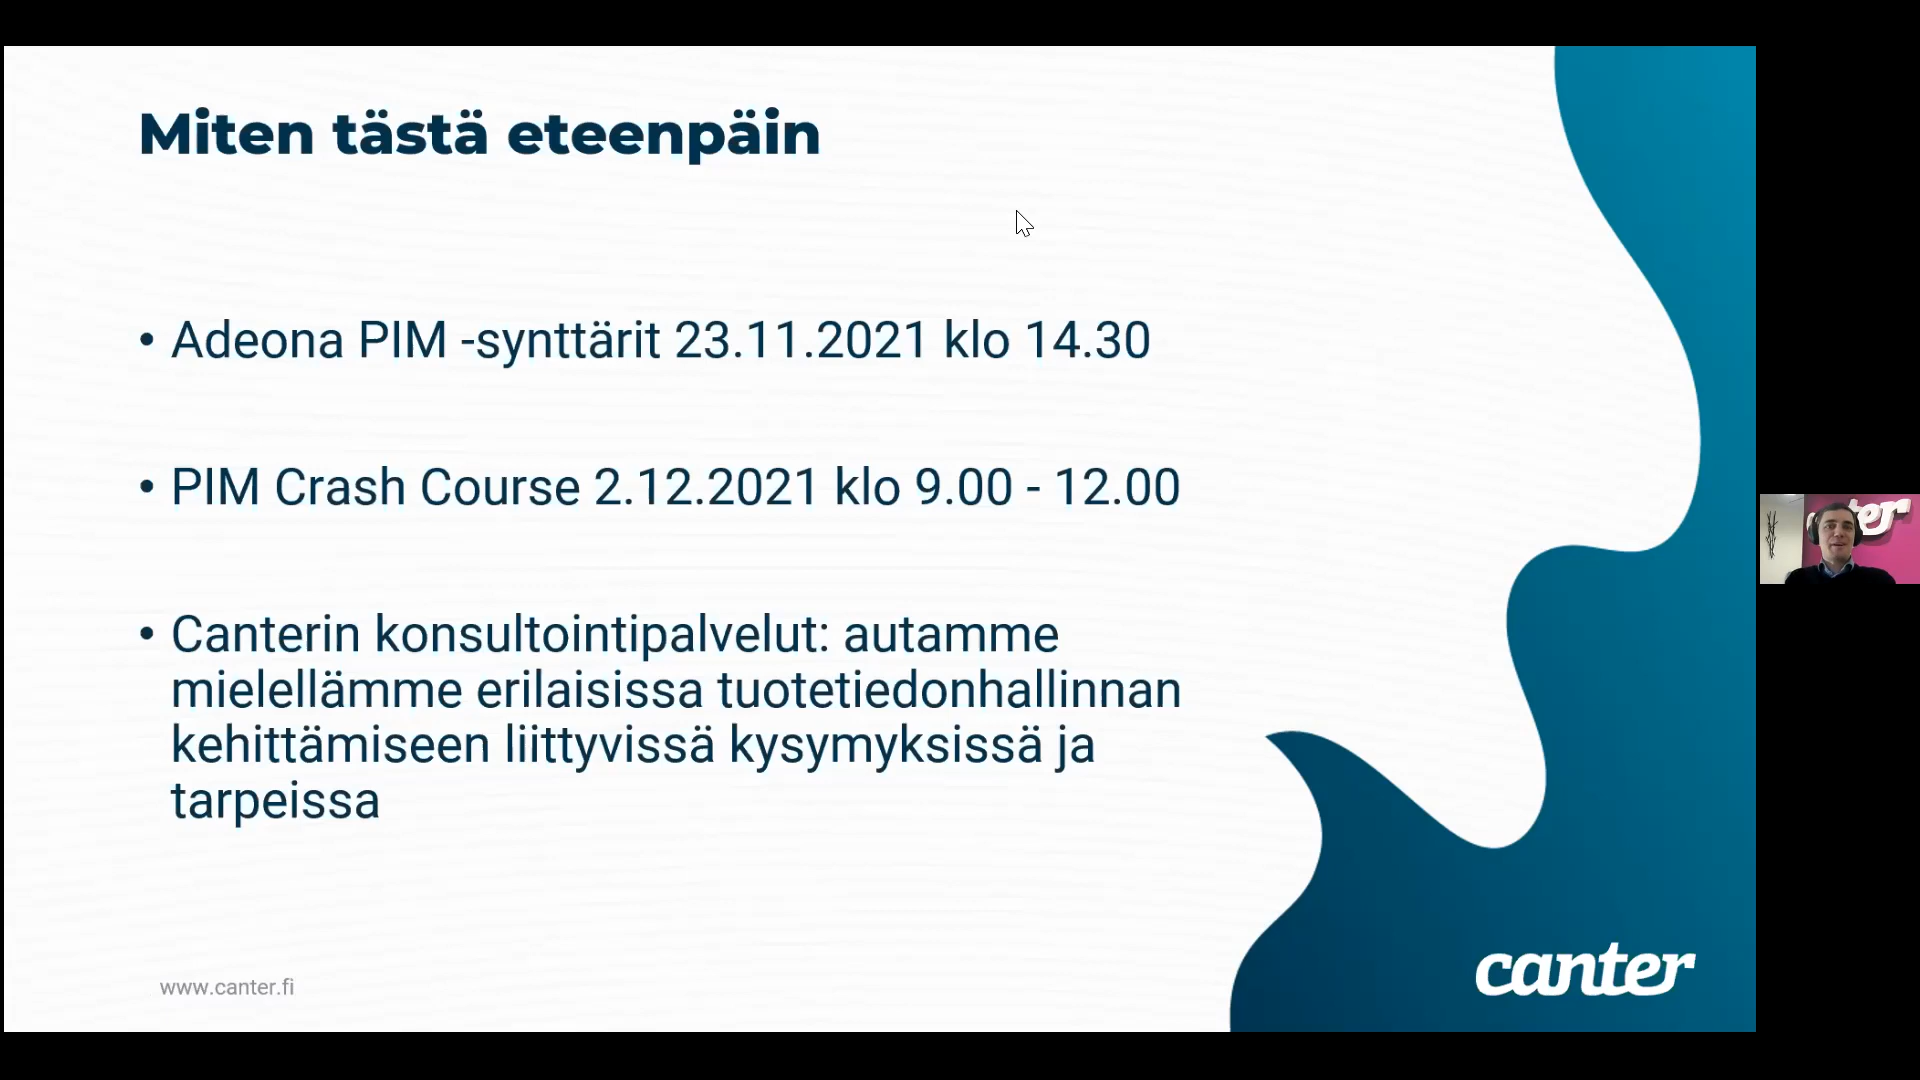 Miten tästä eteenpäin
• Adeona PIM -synttärit 23.11.2021 klo 14.30
• PIM Crash Course 2.12.2021 klo 9.00 - 12.00
• Canterin konsultointipalvelut: autamme
mielellämme erilaisissa tuotetiedonhallinnan
kehittämiseen liittyvissä kysymyksissä ja
tarpeissa
www.canter.fi
canter